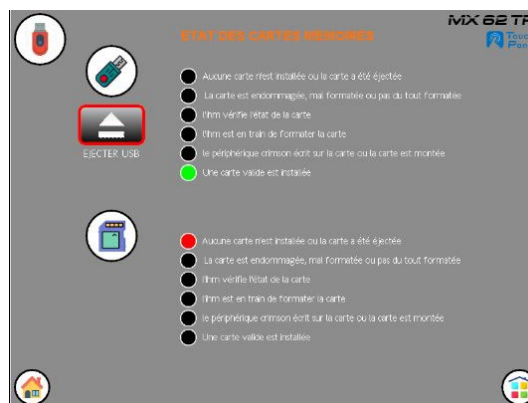 MX 62 TP
ETAT DES CARTES MEMOIRES
Touch
Aucune carte n'est installée ou la carte a été éjectée
La carte est endommagée, mal formatée ou pas du tout formatée
l'ihm vérifie l'état de la carte
l'ihm est en train de formater la carte
le périphérique crimson écrit sur la carte ou la carte est montée
Une carte valide est installée
EJECTER USB
Aucune carte n'est installée ou la carte a été éjectée
La carte est endommagée, mal formatée ou pas du tout formatée
l'ihm vérifie l'état de la carte
l'ihm est en train de formater la carte
le périphérique crimson écrit sur la carte ou la carte est montée
Une carte valide est installée